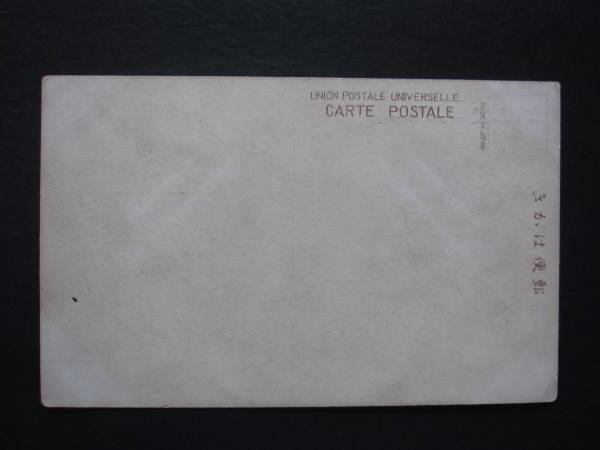 UNION POSTALE UNIVERSELLE.
CARTE POSTALE
MADE IN JAPAN
きかは便郵